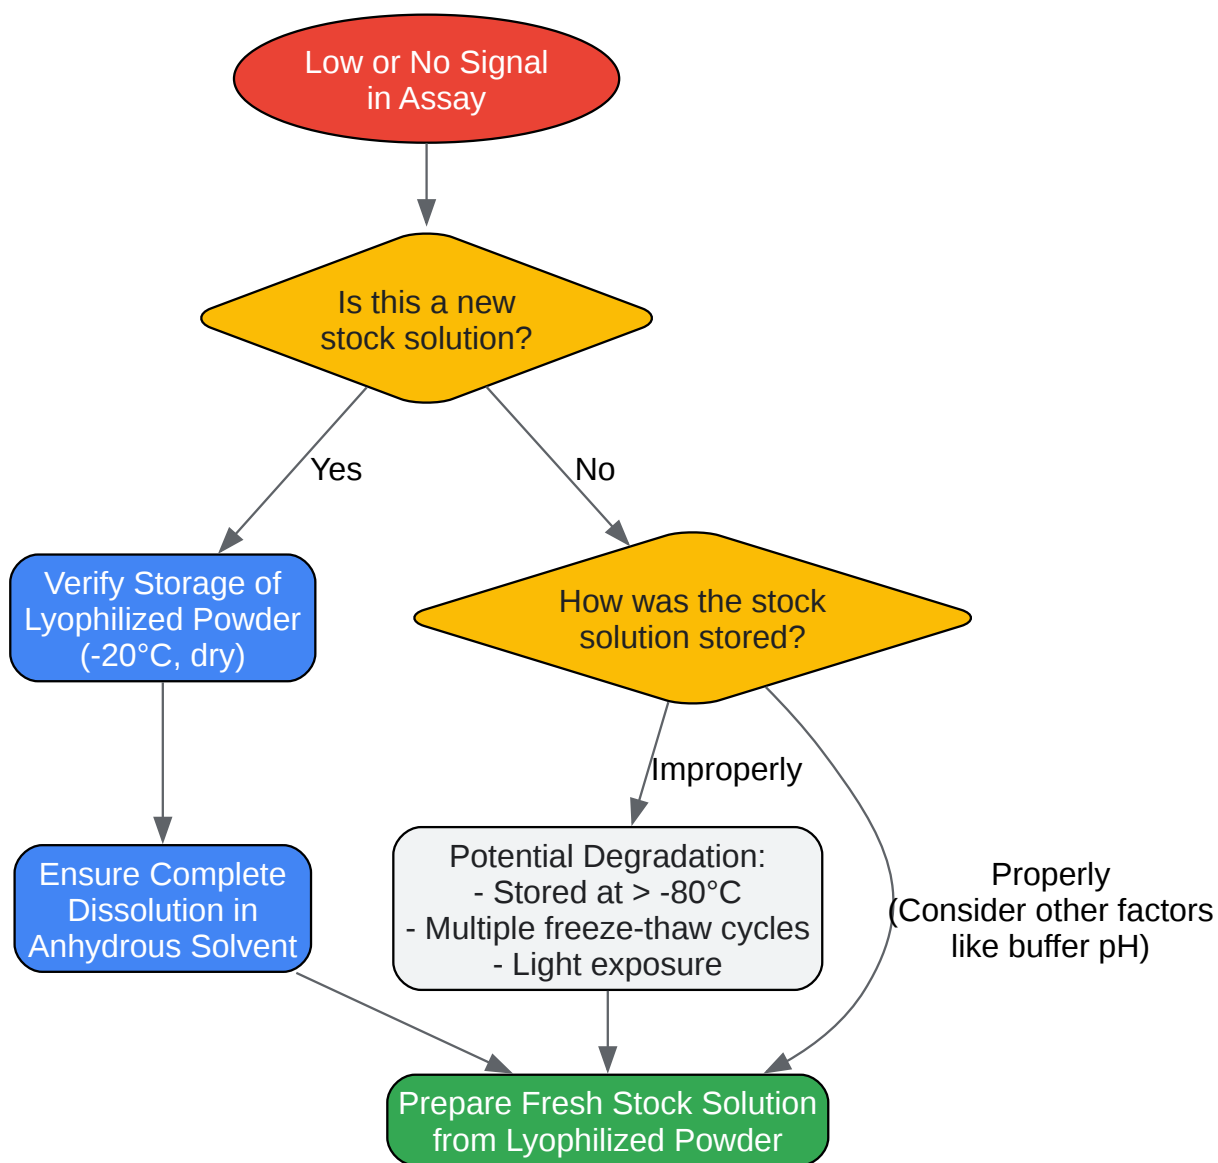 Low or No Signal
in Assay
Is this a new
stock solution?
Yes
No
Verify Storage of
Lyophilized Powder
(-20°C, dry)
How was the stock
solution stored?
Improperly
Ensure Complete
Dissolution in
Anhydrous Solvent
Potential Degradation:
- Stored at > -80°C
- Multiple freeze-thaw cycles
- Light exposure
Properly
(Consider other factors
like buffer pH)
Prepare Fresh Stock Solution
from Lyophilized Powder